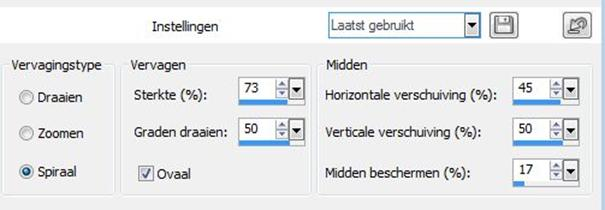 Instellingen Laatst gebruikt
Vervagingstype Vervagen Midden
Draaien Sterkte (%): 73 Horizontale verschuiving (%): 45
Zoomen Graden draaien: 50 Verticale verschuiving (%): 50
Spiraal Ovaal Midden beschermen (%): 17